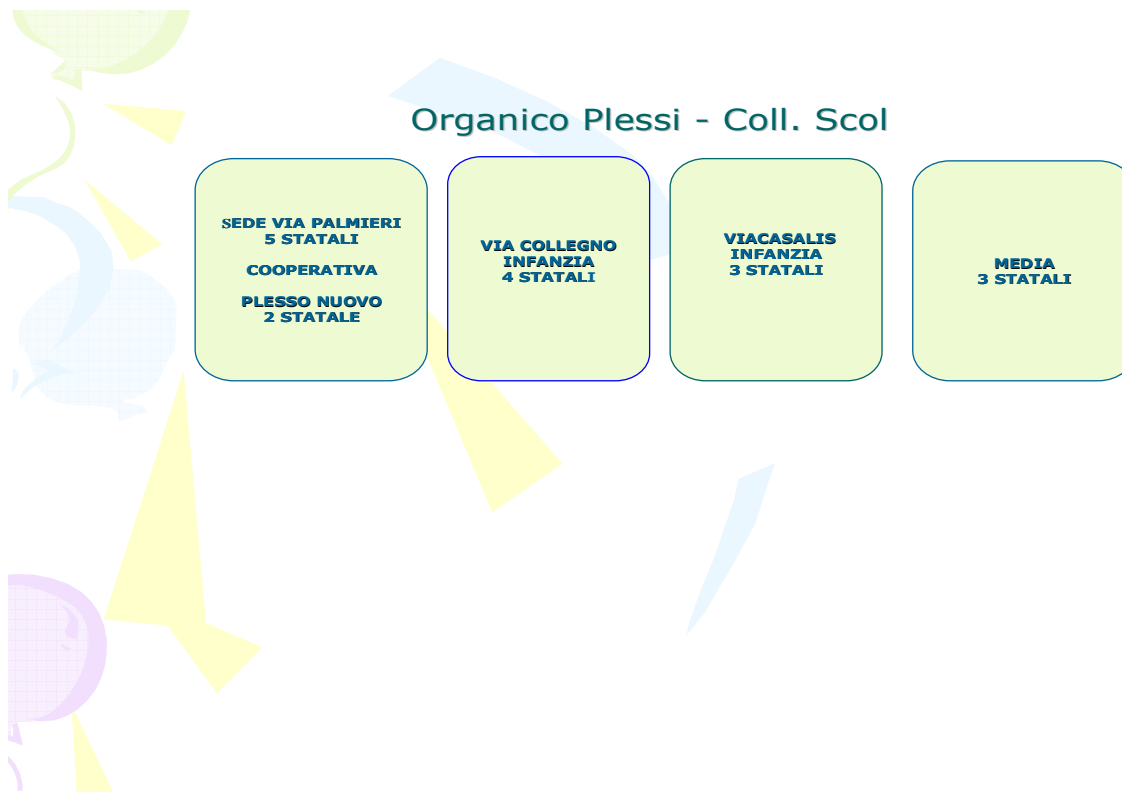 Organico Plessi - Coll. Scol
SEDE VIA PALMIERI
5 STATALI
COOPERATIVA
PLESSO NUOVO
2 STATALE
VIA COLLEGNO
INFANZIA
4 STATALI
VIACASALIS
INFANZIA
3 STATALI
MEDIA
3 STATALI